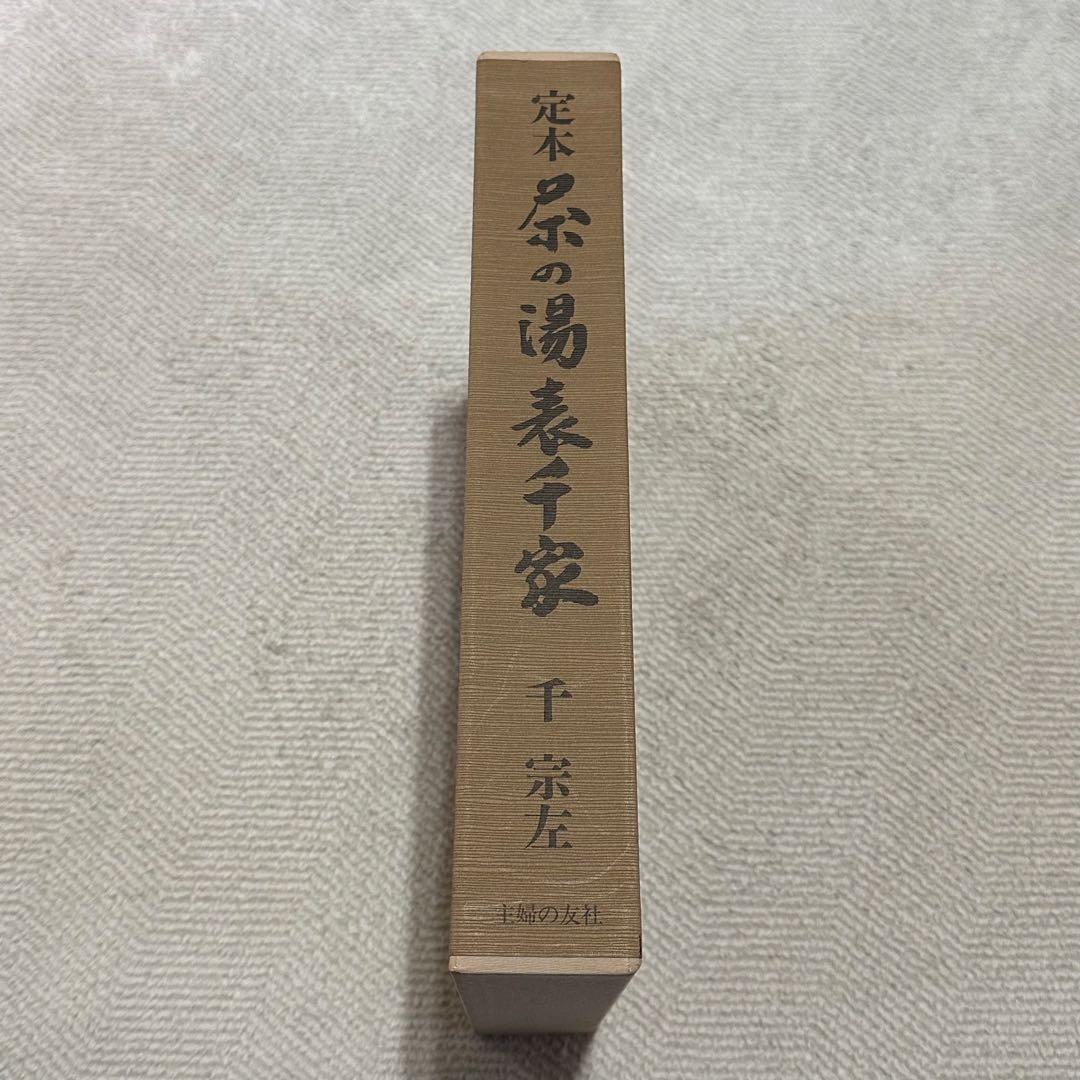 定本 茶の湯表千家
千 宗左
主婦の友社